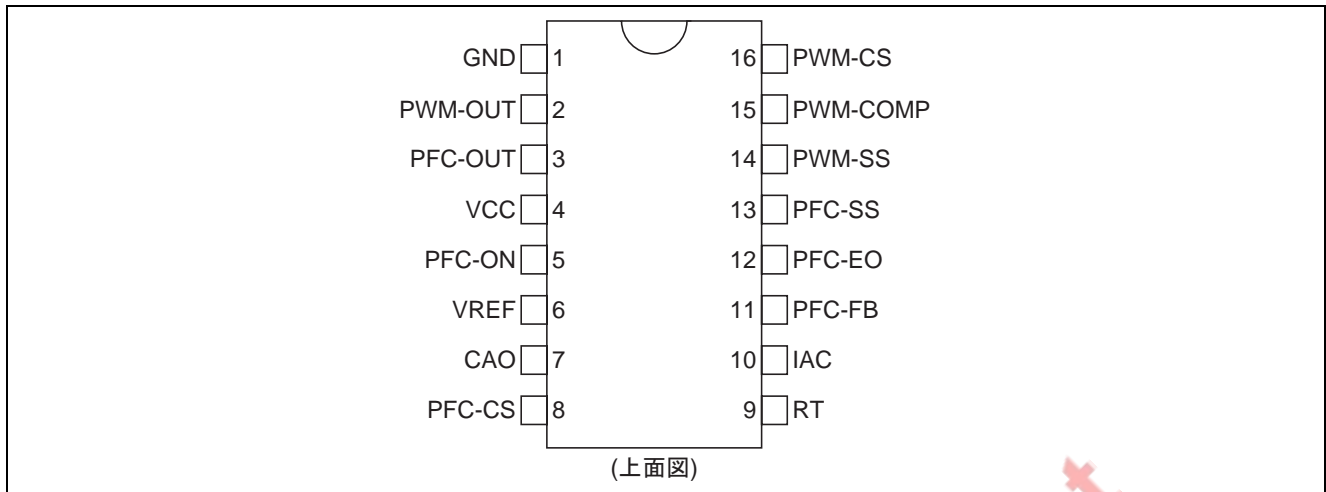 GND 1 16 PWM-CS
PWM-OUT 2 15 PWM-COMP
PFC-OUT 3 14 PWM-SS
VCC 4 13 PFC-SS
PFC-ON 5 12 PFC-EO
VREF 6 11 PFC-FB
CAO 7 10 IAC
PFC-CS 8 9 RT
(上面図)